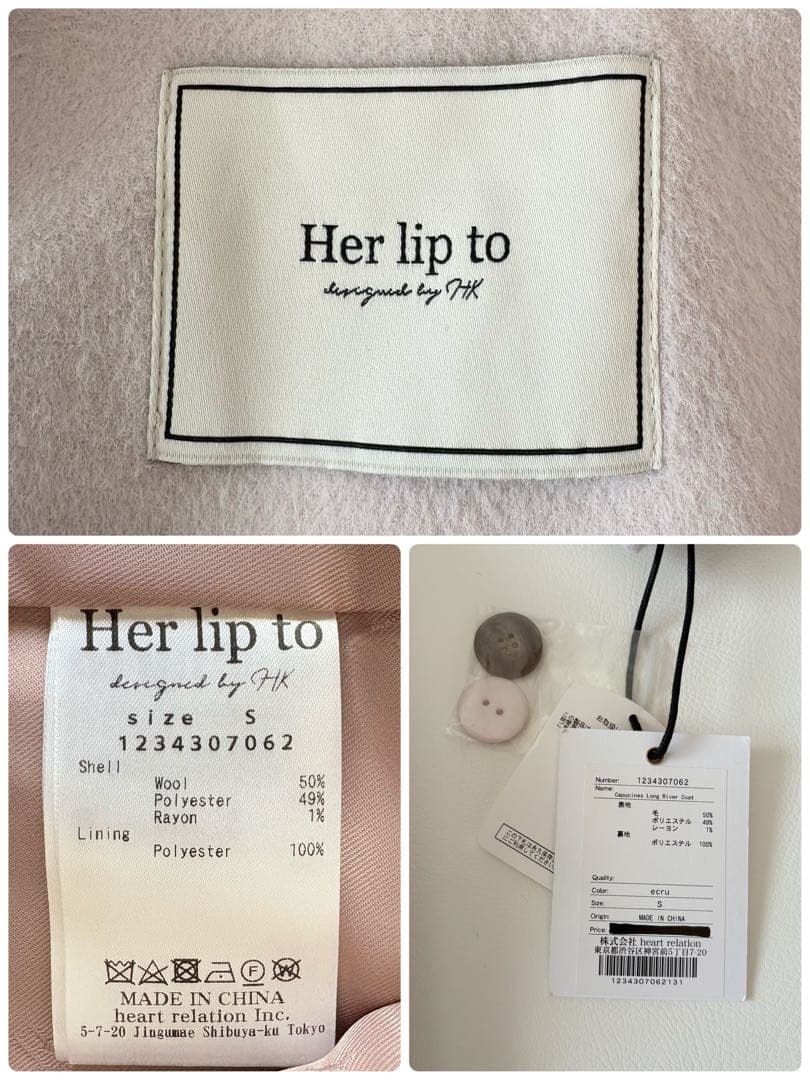 Her lip to
designed by HK
Her lip to
designed by HK
size S
1234307062
Shell
Wool 50%
Polyester 49%
Rayon 1%
Lining
Polyester 100%
MADE IN CHINA
heart relation Inc.
5-7-20 Jingumae Shibuya-ku Tokyo
Number: 1234307062
Name:
Capucines Long River Coat
表地
毛 50%
ポリエステル 49%
レーヨン 1%
裏地
ポリエステル 100%
Quality:
Color: ecru
Size: S
Origin: MADE IN CHINA
Price:
株式会社 heart relation
東京都渋谷区神宮前5丁目7-20
1234307062131